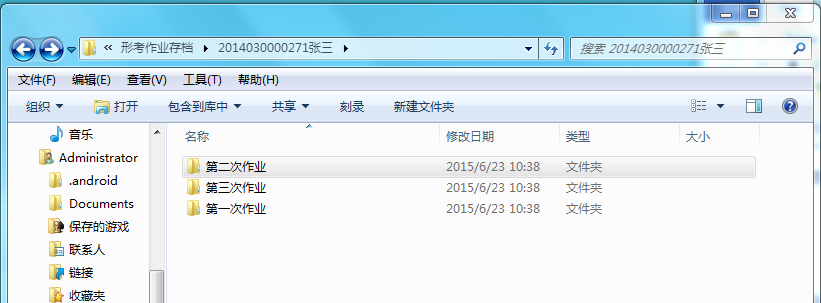 « 形考作业存档 2014030000271张三
搜索 2014030000271张三
文件(F) 编辑(E) 查看(V) 工具(T) 帮助(H)
组织 打开 包含到库中 共享 刻录 新建文件夹
名称 修改日期 类型 大小
音乐
Administrator
.android
Documents
保存的游戏
联系人
链接
收藏夹
第二次作业 2015/6/23 10:38 文件夹
第三次作业 2015/6/23 10:38 文件夹
第一次作业 2015/6/23 10:38 文件夹